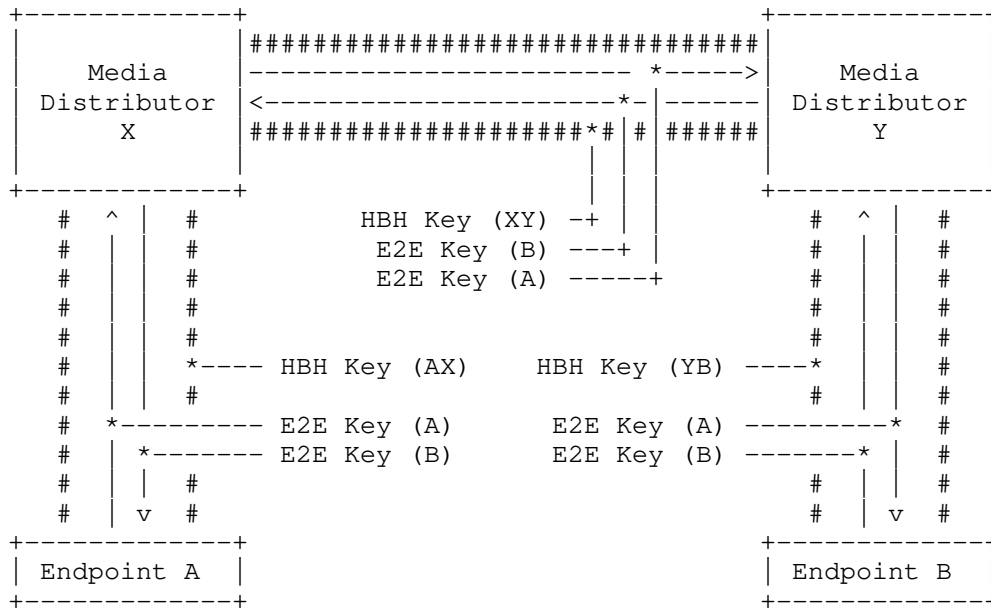 Media Media
Distributor Distributor
X Y
HBH Key (XY)
E2E Key (B)
E2E Key (A)
HBH Key (AX) HBH Key (YB)
E2E Key (A) E2E Key (A)
E2E Key (B) E2E Key (B)
Endpoint A Endpoint B